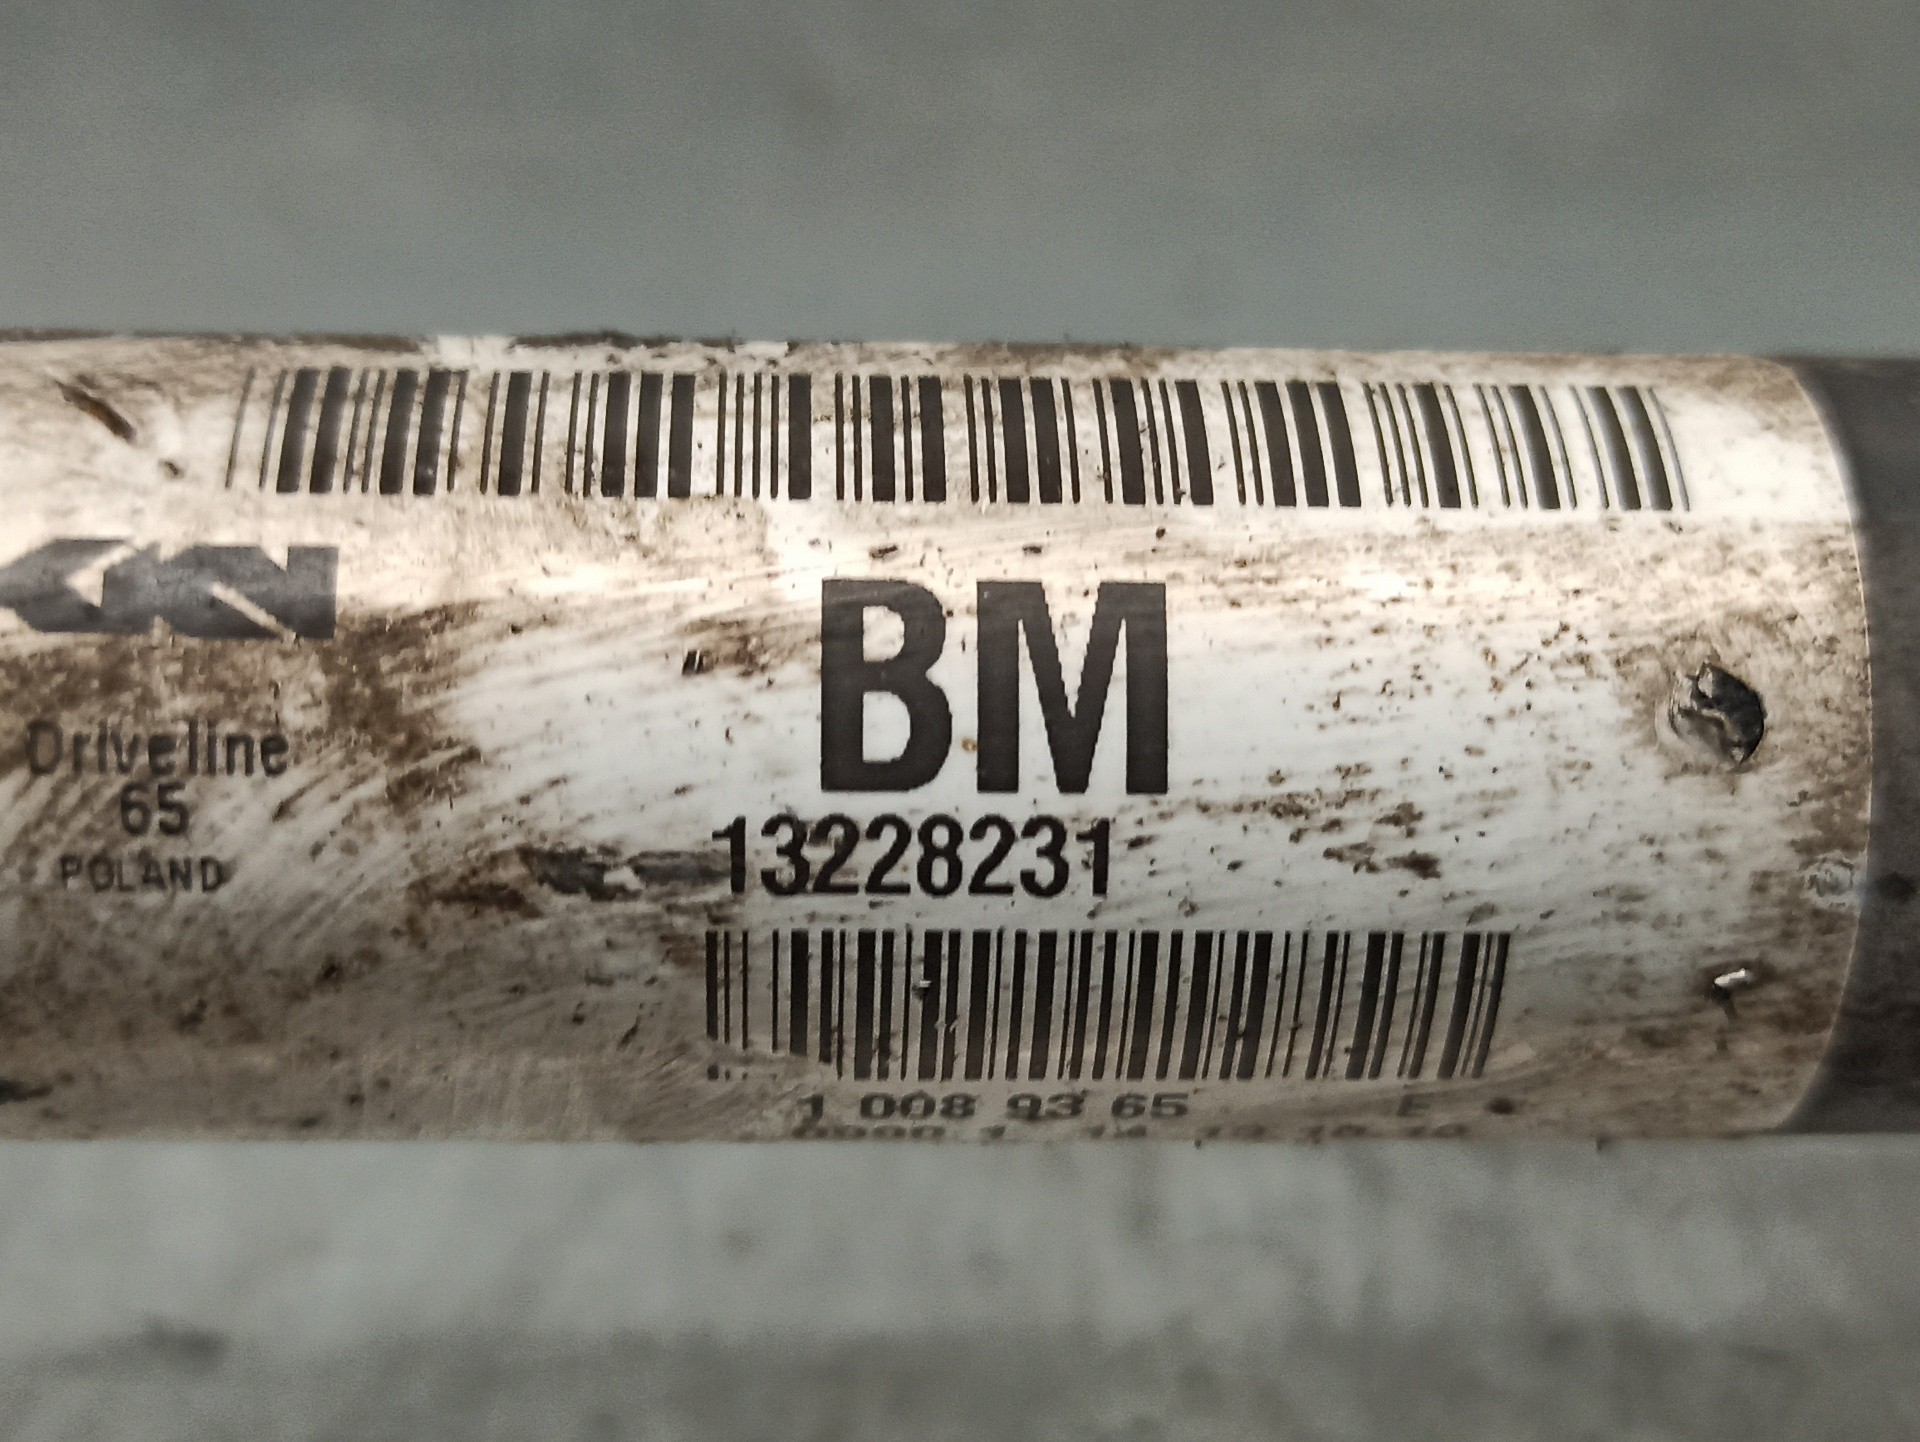 GKN
Driveline
65
POLAND
BM
13228231
1 008 93 65 E